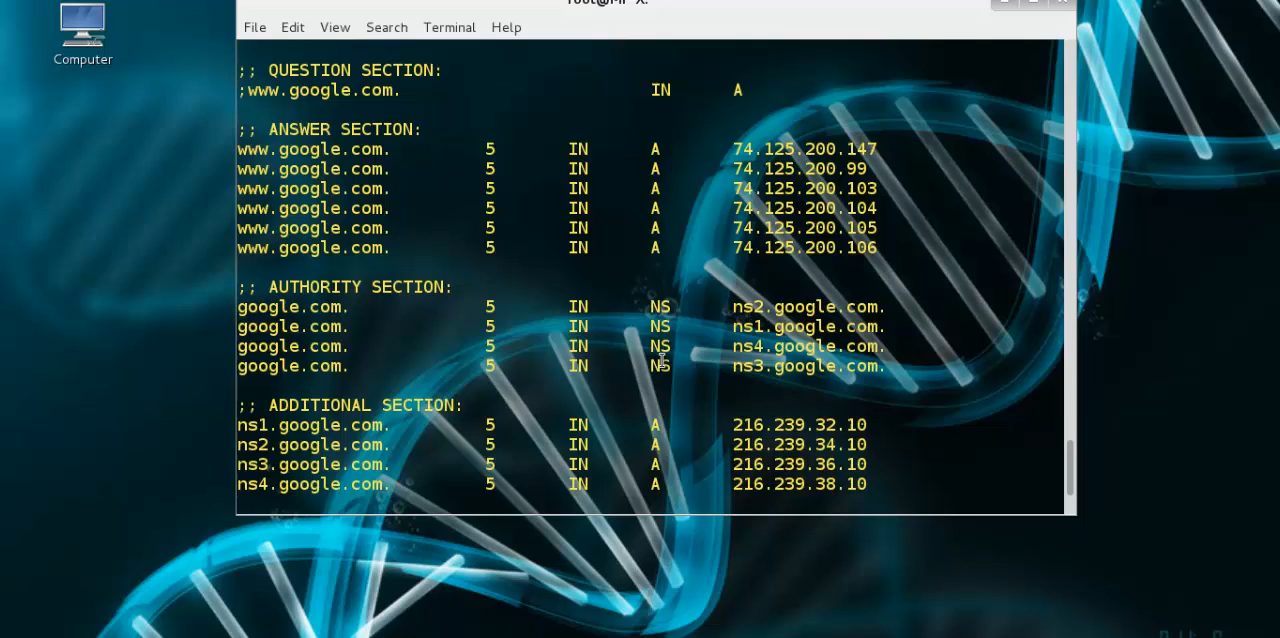 root@Mr-X:
File Edit View Search Terminal Help
Computer
;; QUESTION SECTION:
;www.google.com. IN A
;; ANSWER SECTION:
www.google.com. 5 IN A 74.125.200.147
www.google.com. 5 IN A 74.125.200.99
www.google.com. 5 IN A 74.125.200.103
www.google.com. 5 IN A 74.125.200.104
www.google.com. 5 IN A 74.125.200.105
www.google.com. 5 IN A 74.125.200.106
;; AUTHORITY SECTION:
google.com. 5 IN NS ns2.google.com.
google.com. 5 IN NS ns1.google.com.
google.com. 5 IN NS ns4.google.com.
google.com. 5 IN NS ns3.google.com.
;; ADDITIONAL SECTION:
ns1.google.com. 5 IN A 216.239.32.10
ns2.google.com. 5 IN A 216.239.34.10
ns3.google.com. 5 IN A 216.239.36.10
ns4.google.com. 5 IN A 216.239.38.10